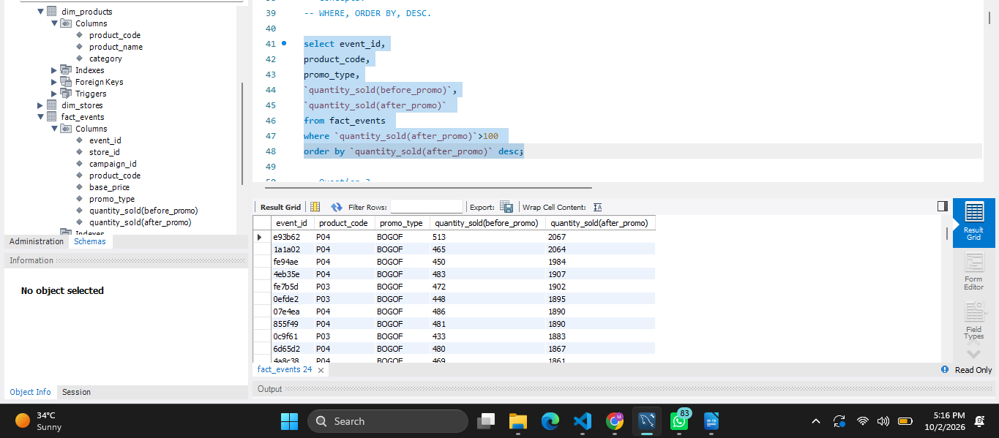 dim_products
Columns
product_code
product_name
category
Indexes
Foreign Keys
Triggers
dim_stores
fact_events
Columns
event_id
store_id
campaign_id
product_code
base_price
promo_type
quantity_sold(before_promo)
quantity_sold(after_promo)
Indexes
Administration Schemas
Information
No object selected
Object Info Session
39 -- WHERE, ORDER BY, DESC.
40
41 select event_id,
42 product_code,
43 promo_type,
44 `quantity_sold(before_promo)`,
45 `quantity_sold(after_promo)`
46 from fact_events
47 where `quantity_sold(after_promo)`>100
48 order by `quantity_sold(after_promo)` desc;
49
Result Grid Filter Rows: Export: Wrap Cell Content:
event_id product_code promo_type quantity_sold(before_promo) quantity_sold(after_promo)
e93b62 P04 BOGOF 513 2067
1a1a02 P04 BOGOF 465 2064
fe94ae P04 BOGOF 450 1984
4eb35e P04 BOGOF 483 1907
fe7b5d P03 BOGOF 472 1902
0efde2 P03 BOGOF 448 1895
07e4ea P04 BOGOF 486 1890
855f49 P04 BOGOF 481 1890
0c9f61 P03 BOGOF 433 1883
6d65d2 P04 BOGOF 480 1867
4a8c38 P04 BOGOF 469 1861
fact_events 24
Output
Result
Grid
Form
Editor
Field
Types
Read Only
34°C
Sunny
Search
83
5:16 PM
10/2/2026